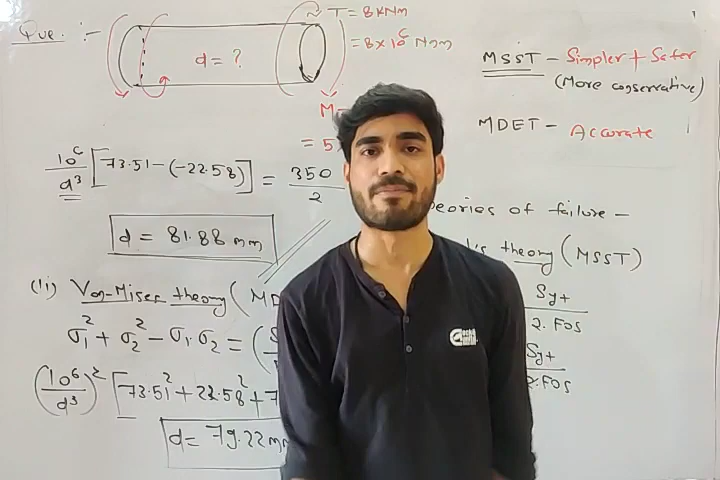 Que. :-
T = 8 kNm
= 8 × 10⁶ Nmm
d = ?
M
= 5
10⁶/d³ [73.51 - (-22.58)] = 350/2
d = 81.88 mm
(ii) Von-Mises theory (MD
σ₁² + σ₂² - σ₁.σ₂ = (S
(10⁶/d³)² [73.51² + 22.58² + 7
d = 79.22 mm
MSST - Simpler + Safer
(More conservative)
MDET - Accurate
eories of failure -
's theory (MSST)
Syt
2. FOS
Syt
2. FOS